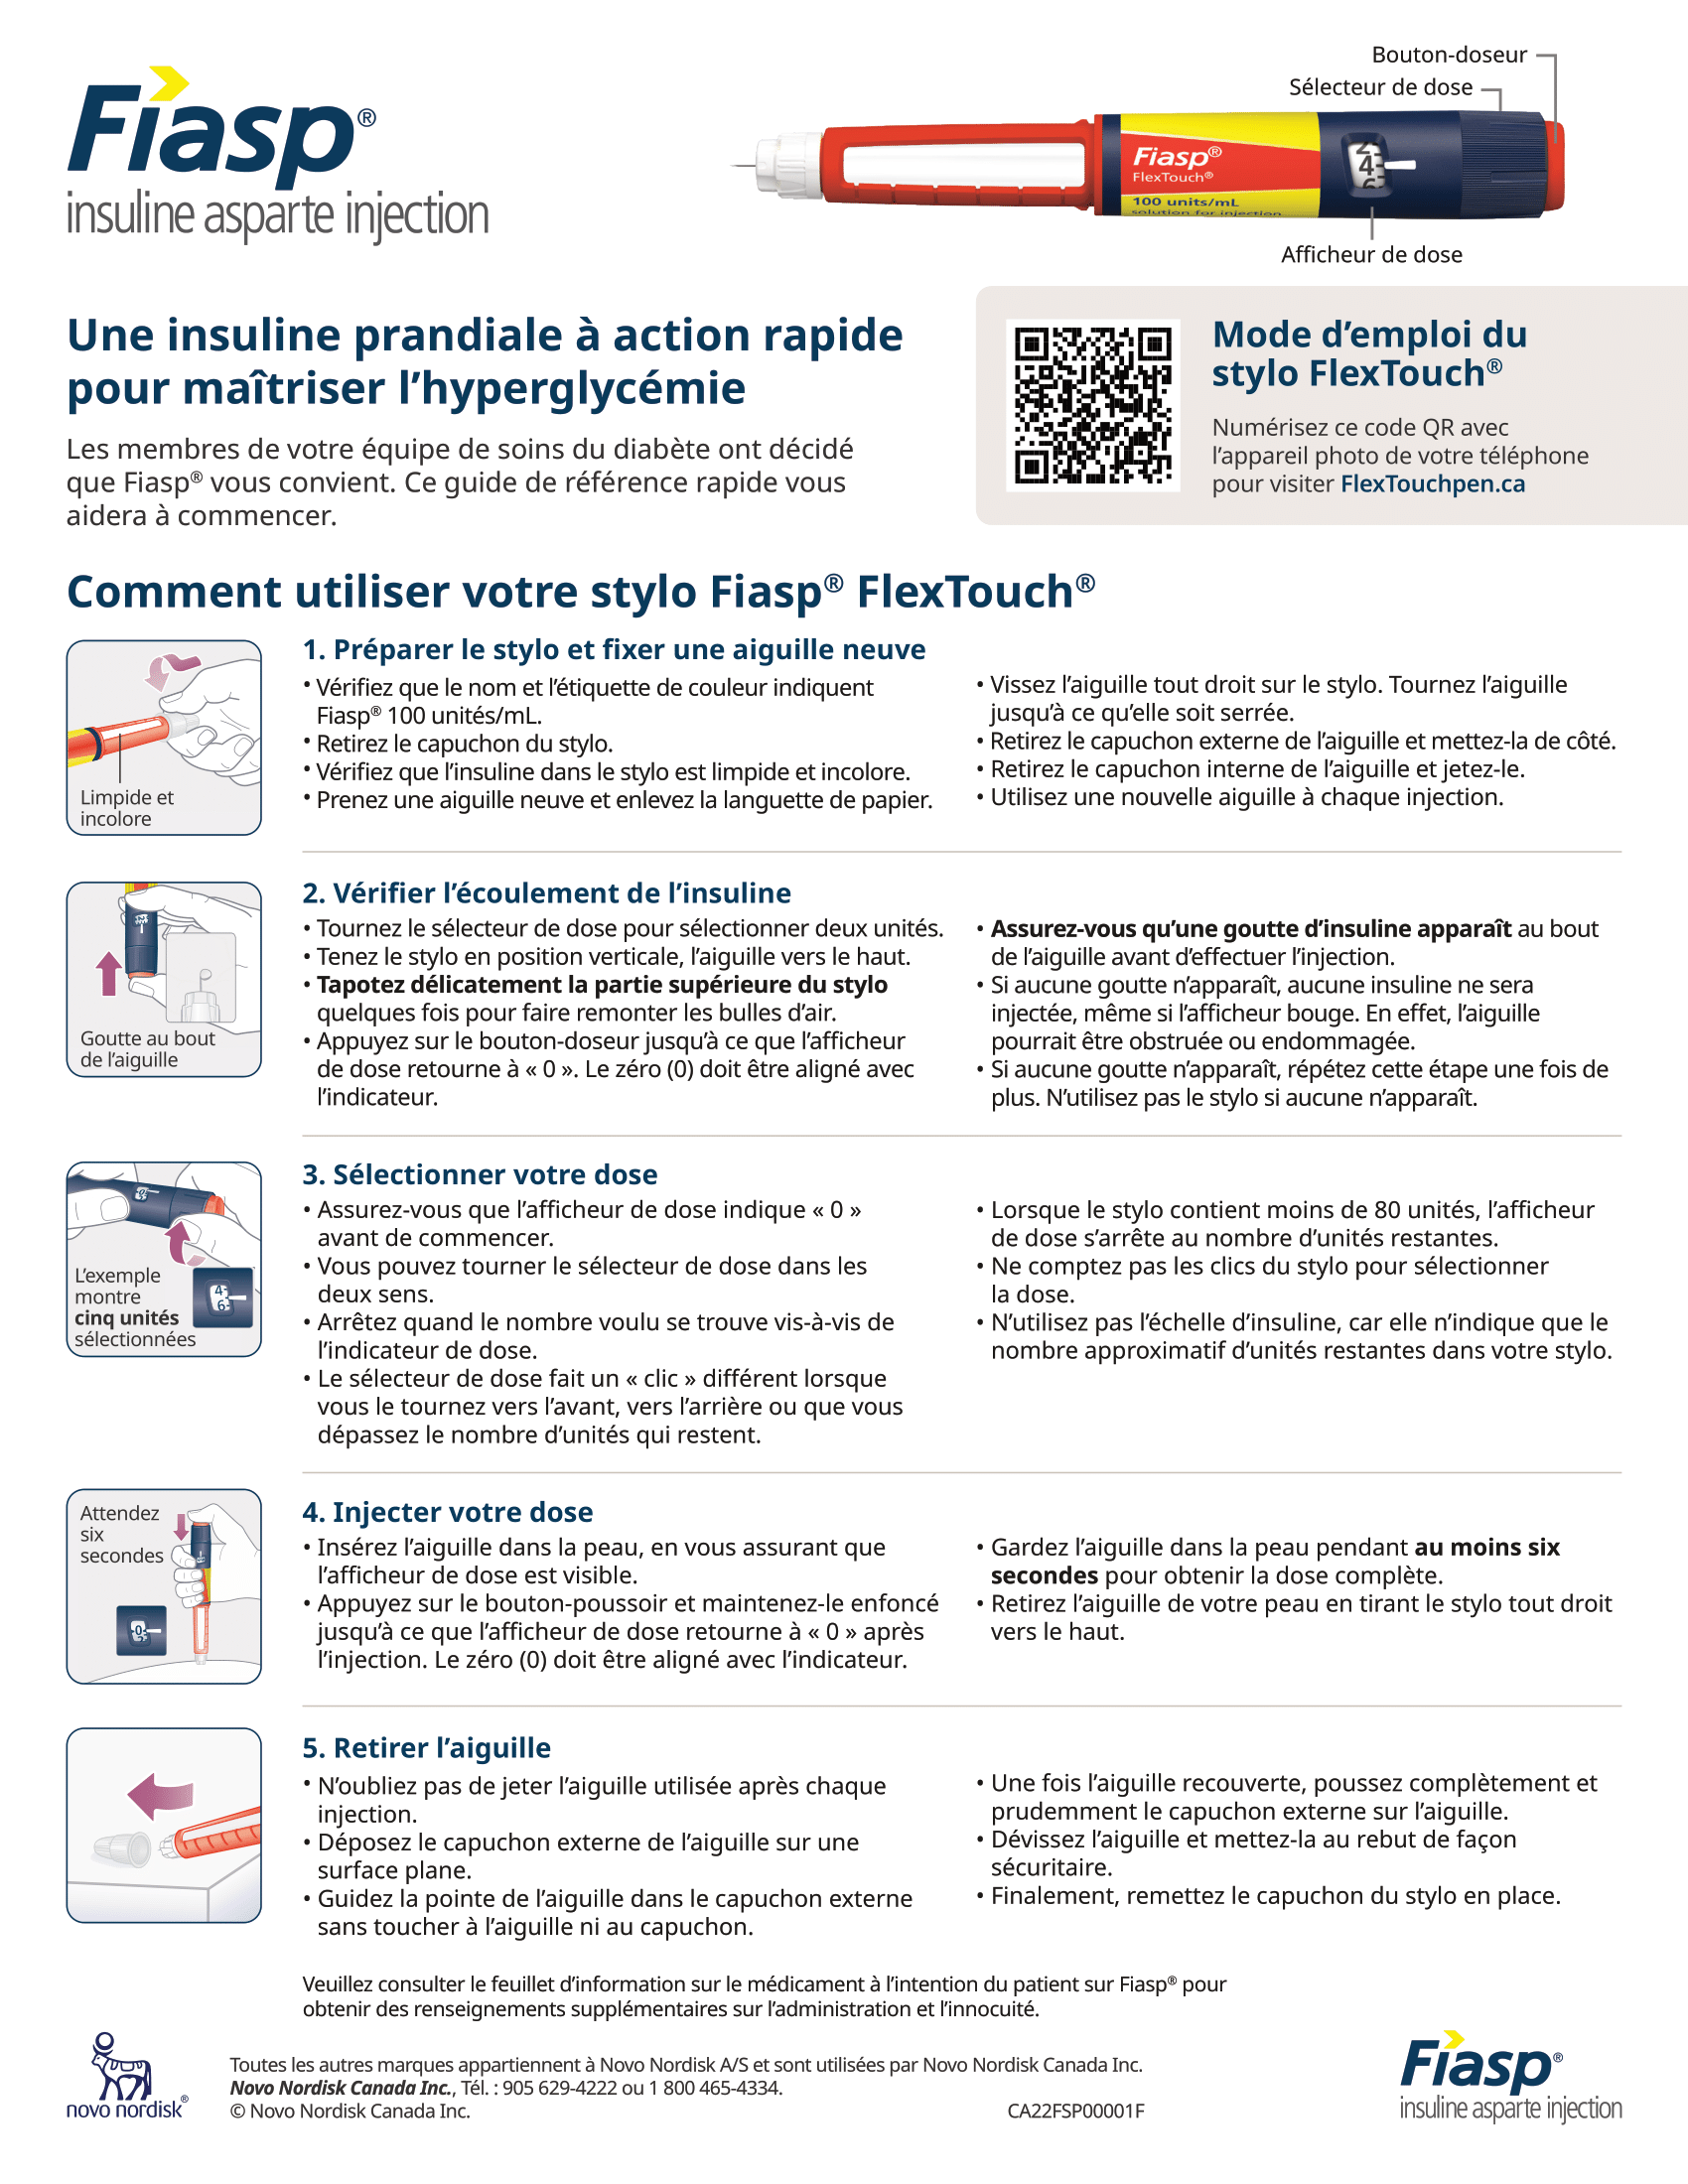 Fiasp®
insuline asparte injection
Bouton-doseur
Sélecteur de dose
Fiasp®
FlexTouch®
100 units/mL
solution for injection
2
4
6
Afficheur de dose
Une insuline prandiale à action rapide
pour maîtriser l’hyperglycémie
Les membres de votre équipe de soins du diabète ont décidé
que Fiasp® vous convient. Ce guide de référence rapide vous
aidera à commencer.
Mode d’emploi du
stylo FlexTouch®
Numérisez ce code QR avec
l’appareil photo de votre téléphone
pour visiter FlexTouchpen.ca
Comment utiliser votre stylo Fiasp® FlexTouch®
Limpide et
incolore
1. Préparer le stylo et fixer une aiguille neuve
• Vérifiez que le nom et l’étiquette de couleur indiquent
Fiasp® 100 unités/mL.
• Retirez le capuchon du stylo.
• Vérifiez que l’insuline dans le stylo est limpide et incolore.
• Prenez une aiguille neuve et enlevez la languette de papier.
• Vissez l’aiguille tout droit sur le stylo. Tournez l’aiguille
jusqu’à ce qu’elle soit serrée.
• Retirez le capuchon externe de l’aiguille et mettez-la de côté.
• Retirez le capuchon interne de l’aiguille et jetez-le.
• Utilisez une nouvelle aiguille à chaque injection.
Goutte au bout
de l’aiguille
2. Vérifier l’écoulement de l’insuline
• Tournez le sélecteur de dose pour sélectionner deux unités.
• Tenez le stylo en position verticale, l’aiguille vers le haut.
• Tapotez délicatement la partie supérieure du stylo
quelques fois pour faire remonter les bulles d’air.
• Appuyez sur le bouton-doseur jusqu’à ce que l’afficheur
de dose retourne à « 0 ». Le zéro (0) doit être aligné avec
l’indicateur.
• Assurez-vous qu’une goutte d’insuline apparaît au bout
de l’aiguille avant d’effectuer l’injection.
• Si aucune goutte n’apparaît, aucune insuline ne sera
injectée, même si l’afficheur bouge. En effet, l’aiguille
pourrait être obstruée ou endommagée.
• Si aucune goutte n’apparaît, répétez cette étape une fois de
plus. N’utilisez pas le stylo si aucune n’apparaît.
L’exemple
montre
cinq unités
sélectionnées
4
6
3. Sélectionner votre dose
• Assurez-vous que l’afficheur de dose indique « 0 »
avant de commencer.
• Vous pouvez tourner le sélecteur de dose dans les
deux sens.
• Arrêtez quand le nombre voulu se trouve vis-à-vis de
l’indicateur de dose.
• Le sélecteur de dose fait un « clic » différent lorsque
vous le tournez vers l’avant, vers l’arrière ou que vous
dépassez le nombre d’unités qui restent.
• Lorsque le stylo contient moins de 80 unités, l’afficheur
de dose s’arrête au nombre d’unités restantes.
• Ne comptez pas les clics du stylo pour sélectionner
la dose.
• N’utilisez pas l’échelle d’insuline, car elle n’indique que le
nombre approximatif d’unités restantes dans votre stylo.
Attendez
six
secondes
0
4. Injecter votre dose
• Insérez l’aiguille dans la peau, en vous assurant que
l’afficheur de dose est visible.
• Appuyez sur le bouton-poussoir et maintenez-le enfoncé
jusqu’à ce que l’afficheur de dose retourne à « 0 » après
l’injection. Le zéro (0) doit être aligné avec l’indicateur.
• Gardez l’aiguille dans la peau pendant au moins six
secondes pour obtenir la dose complète.
• Retirez l’aiguille de votre peau en tirant le stylo tout droit
vers le haut.
5. Retirer l’aiguille
• N’oubliez pas de jeter l’aiguille utilisée après chaque
injection.
• Déposez le capuchon externe de l’aiguille sur une
surface plane.
• Guidez la pointe de l’aiguille dans le capuchon externe
sans toucher à l’aiguille ni au capuchon.
• Une fois l’aiguille recouverte, poussez complètement et
prudemment le capuchon externe sur l’aiguille.
• Dévissez l’aiguille et mettez-la au rebut de façon
sécuritaire.
• Finalement, remettez le capuchon du stylo en place.
Veuillez consulter le feuillet d’information sur le médicament à l’intention du patient sur Fiasp® pour
obtenir des renseignements supplémentaires sur l’administration et l’innocuité.
novo nordisk®
Toutes les autres marques appartiennent à Novo Nordisk A/S et sont utilisées par Novo Nordisk Canada Inc.
Novo Nordisk Canada Inc., Tél. : 905 629-4222 ou 1 800 465-4334.
© Novo Nordisk Canada Inc.
CA22FSP00001F
Fiasp®
insuline asparte injection